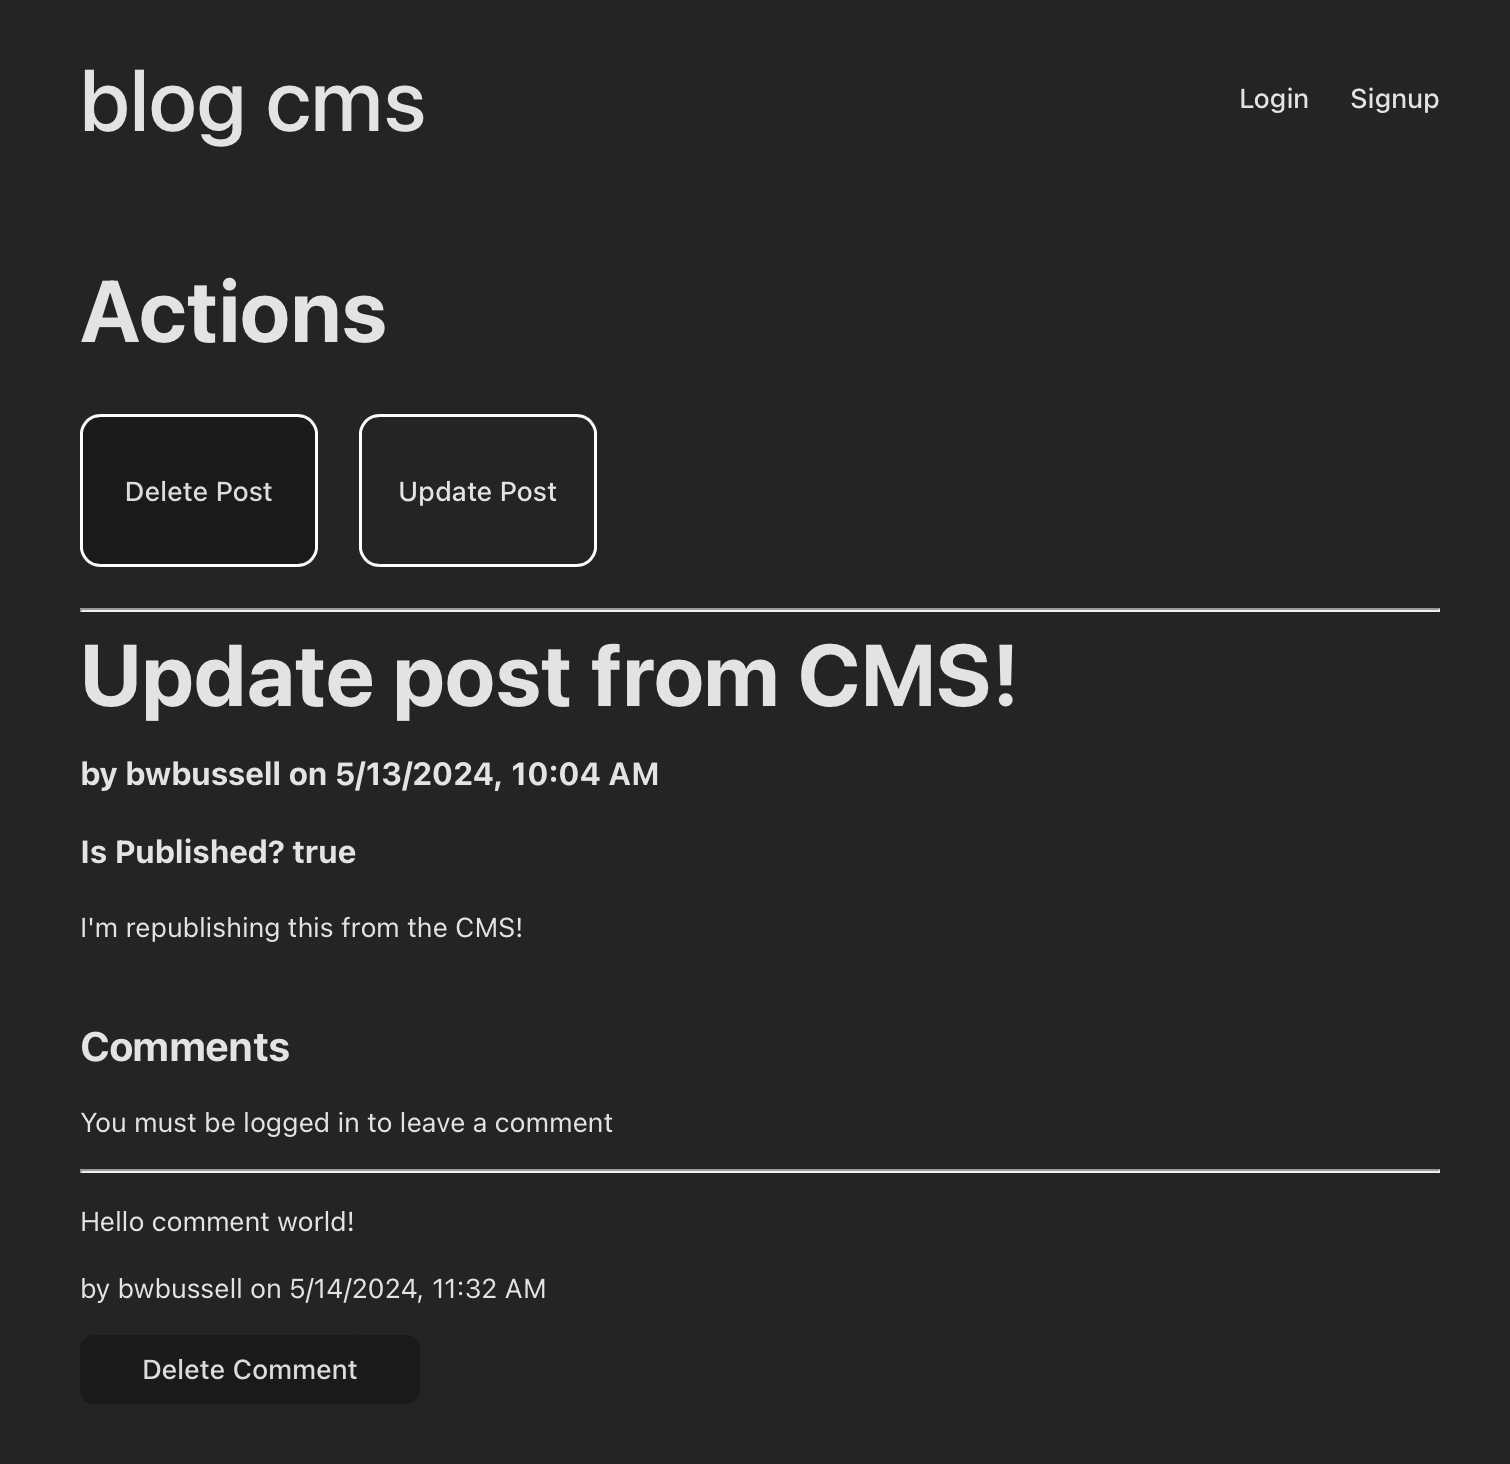 blog cms
Login Signup
Actions
Delete Post Update Post
Update post from CMS!
by bwbussell on 5/13/2024, 10:04 AM
Is Published? true
I'm republishing this from the CMS!
Comments
You must be logged in to leave a comment
Hello comment world!
by bwbussell on 5/14/2024, 11:32 AM
Delete Comment